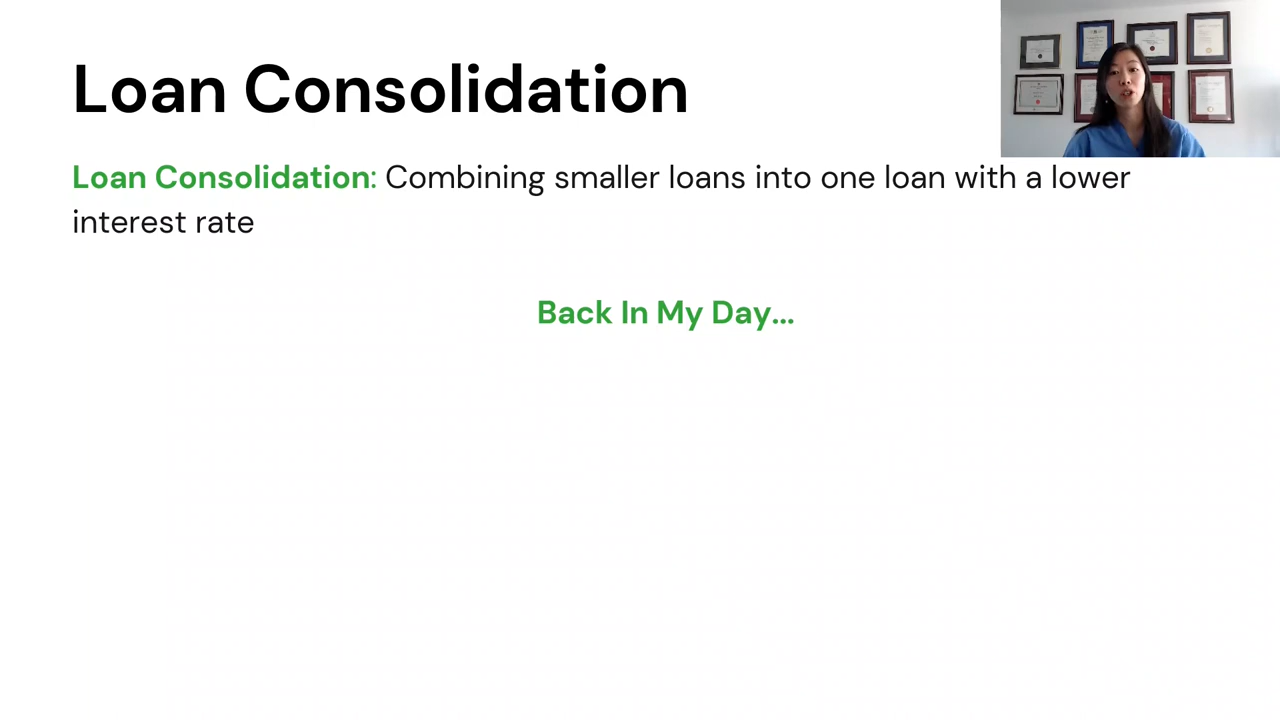 Loan Consolidation
Loan Consolidation: Combining smaller loans into one loan with a lower
interest rate
Back In My Day...